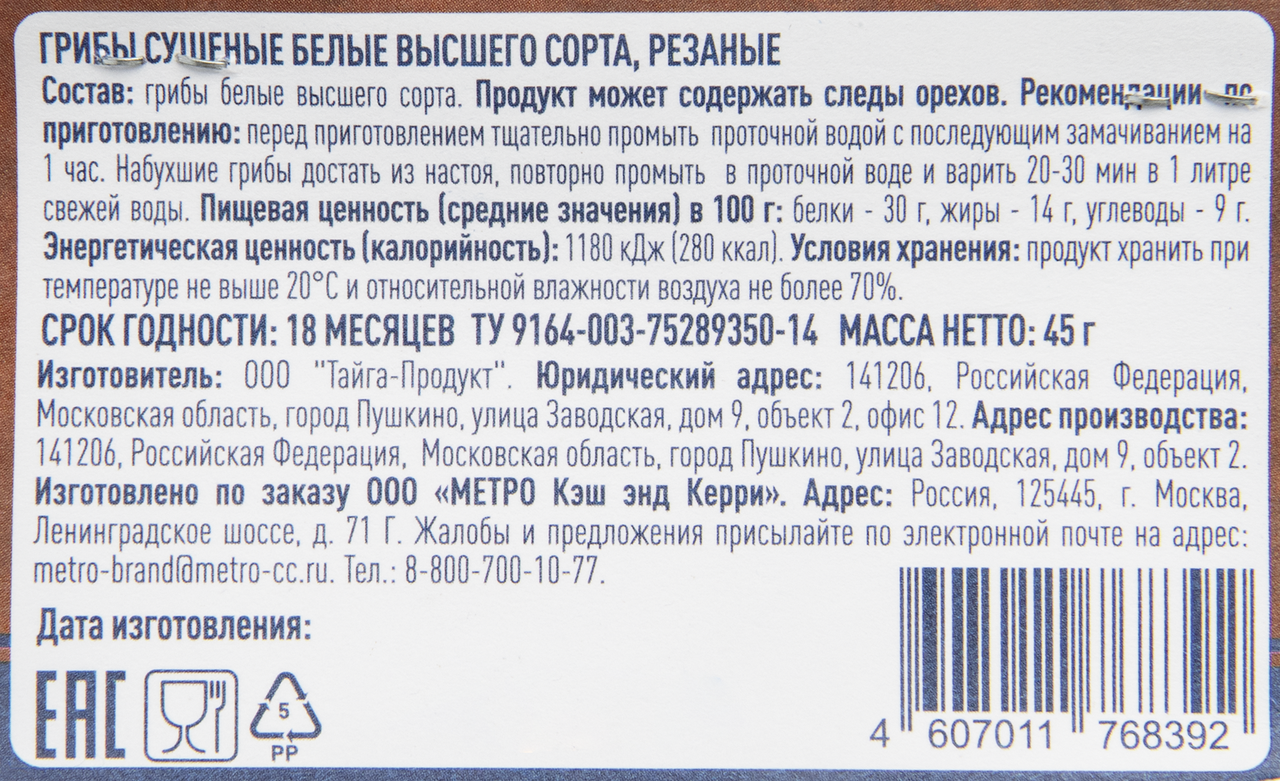 ГРИБЫ СУШЕНЫЕ БЕЛЫЕ ВЫСШЕГО СОРТА, РЕЗАНЫЕ
Состав: грибы белые высшего сорта. Продукт может содержать следы орехов. Рекомендации по
приготовлению: перед приготовлением тщательно промыть проточной водой с последующим замачиванием на
1 час. Набухшие грибы достать из настоя, повторно промыть в проточной воде и варить 20-30 мин в 1 литре
свежей воды. Пищевая ценность (средние значения) в 100 г: белки - 30 г, жиры - 14 г, углеводы - 9 г.
Энергетическая ценность (калорийность): 1180 кДж (280 ккал). Условия хранения: продукт хранить при
температуре не выше 20°С и относительной влажности воздуха не более 70%.
СРОК ГОДНОСТИ: 18 МЕСЯЦЕВ ТУ 9164-003-75289350-14 МАССА НЕТТО: 45 г
Изготовитель: ООО "Тайга-Продукт". Юридический адрес: 141206, Российская Федерация,
Московская область, город Пушкино, улица Заводская, дом 9, объект 2, офис 12. Адрес производства:
141206, Российская Федерация, Московская область, город Пушкино, улица Заводская, дом 9, объект 2.
Изготовлено по заказу ООО «МЕТРО Кэш энд Керри». Адрес: Россия, 125445, г. Москва,
Ленинградское шоссе, д. 71 Г. Жалобы и предложения присылайте по электронной почте на адрес:
metro-brand@metro-cc.ru. Тел.: 8-800-700-10-77.
Дата изготовления:
ЕАС
5
PP
4 607011 768392